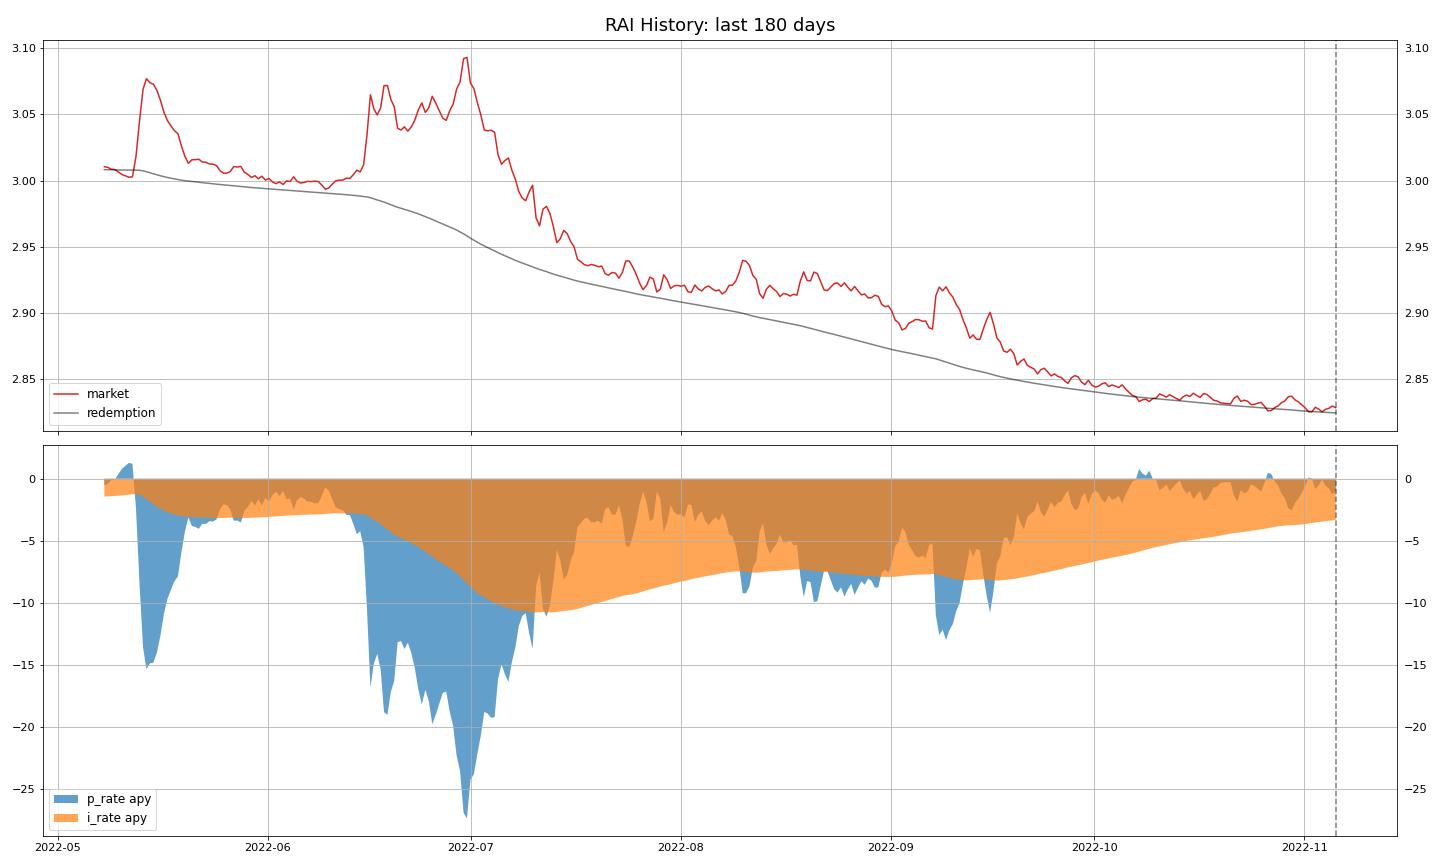 RAI History: last 180 days
3.10 3.10
3.05 3.05
3.00 3.00
2.95 2.95
2.90 2.90
2.85 2.85
market
redemption
0 0
−5 −5
−10 −10
−15 −15
−20 −20
−25 −25
p_rate apy
i_rate apy
2022-05 2022-06 2022-07 2022-08 2022-09 2022-10 2022-11